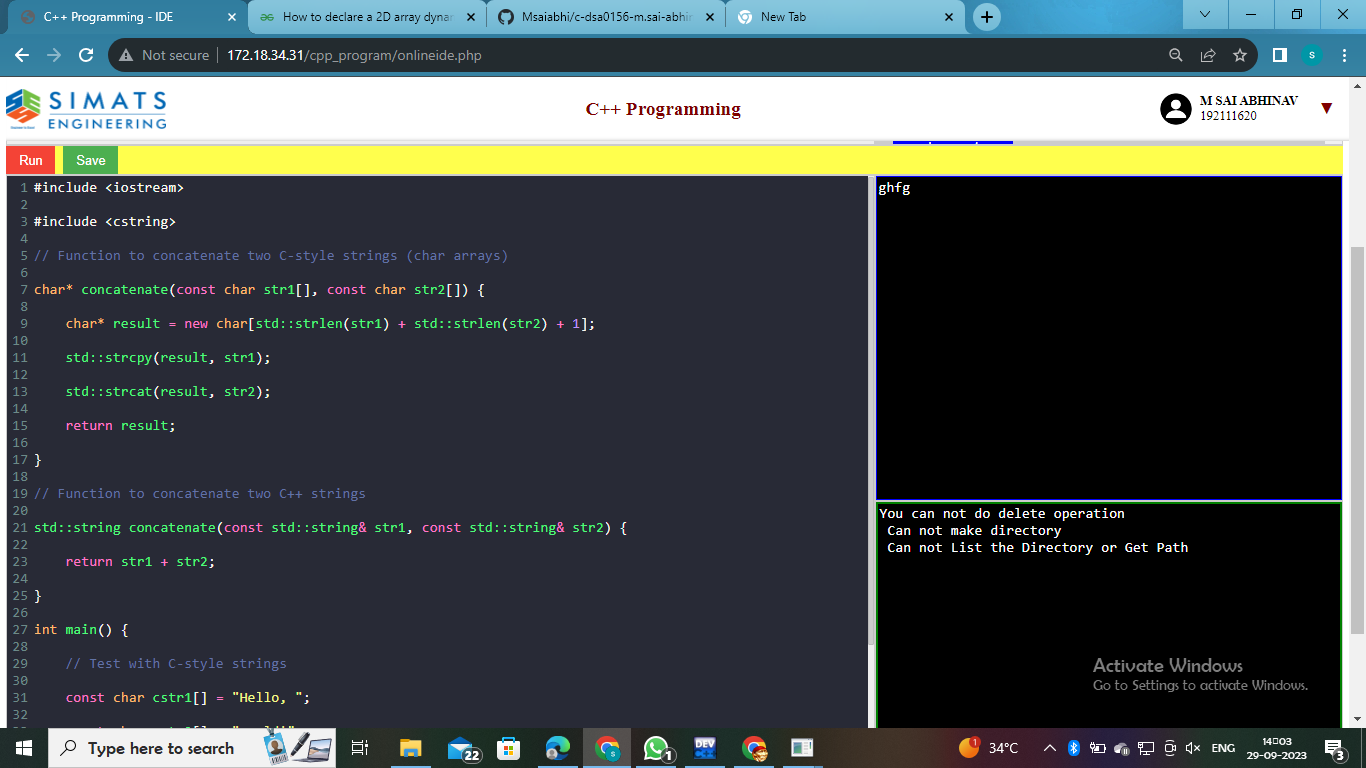 C++ Programming - IDE
How to declare a 2D array dynar
Msaiabhi/c-dsa0156-m.sai-abhin
New Tab
Not secure
172.18.34.31/cpp_program/onlineide.php
S
SIMATS
ENGINEERING
C++ Programming
M SAI ABHINAV
192111620
Run
Save
1 #include <iostream>
2
3 #include <cstring>
4
5 // Function to concatenate two C-style strings (char arrays)
6
7 char* concatenate(const char str1[], const char str2[]) {
8
9 char* result = new char[std::strlen(str1) + std::strlen(str2) + 1];
10
11 std::strcpy(result, str1);
12
13 std::strcat(result, str2);
14
15 return result;
16
17 }
18
19 // Function to concatenate two C++ strings
20
21 std::string concatenate(const std::string& str1, const std::string& str2) {
22
23 return str1 + str2;
24
25 }
26
27 int main() {
28
29 // Test with C-style strings
30
31 const char cstr1[] = "Hello, ";
32
ghfg
You can not do delete operation
Can not make directory
Can not List the Directory or Get Path
Activate Windows
Go to Settings to activate Windows.
Type here to search
22
1
DEV
1
34°C
ENG
14:03
29-09-2023
3